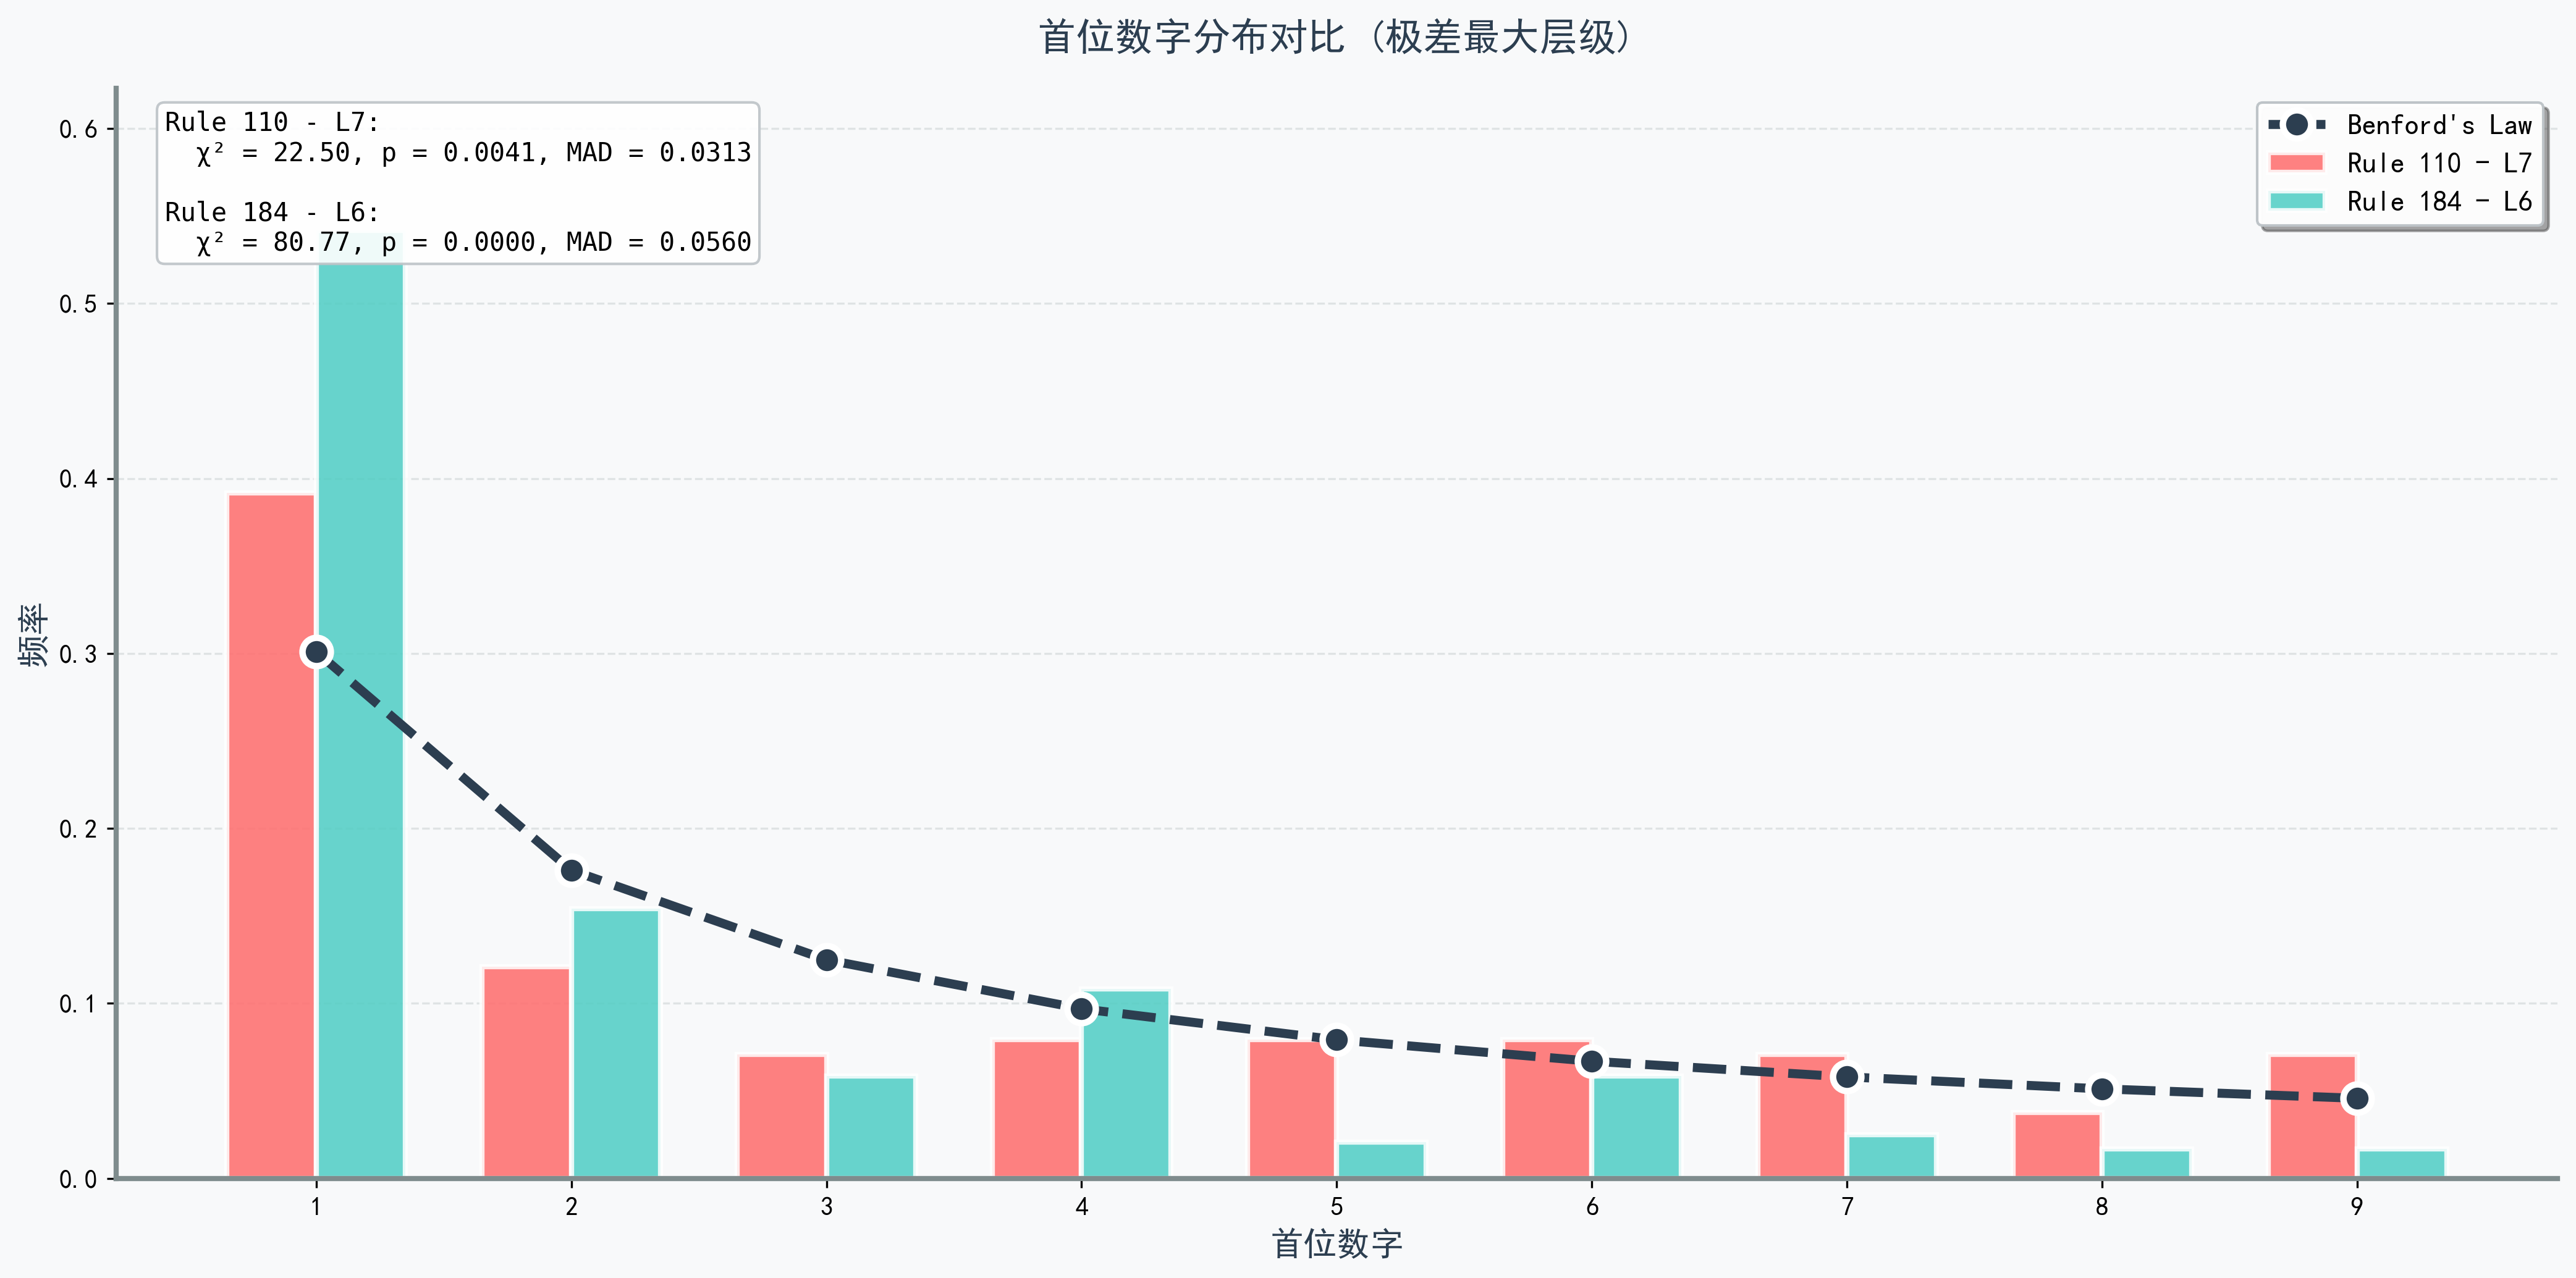 首位数字分布对比 (极差最大层级)
Rule 110 - L7:
χ² = 22.50, p = 0.0041, MAD = 0.0313
Rule 184 - L6:
χ² = 80.77, p = 0.0000, MAD = 0.0560
Benford's Law
Rule 110 - L7
Rule 184 - L6
频率
0.6
0.5
0.4
0.3
0.2
0.1
0.0
1 2 3 4 5 6 7 8 9
首位数字